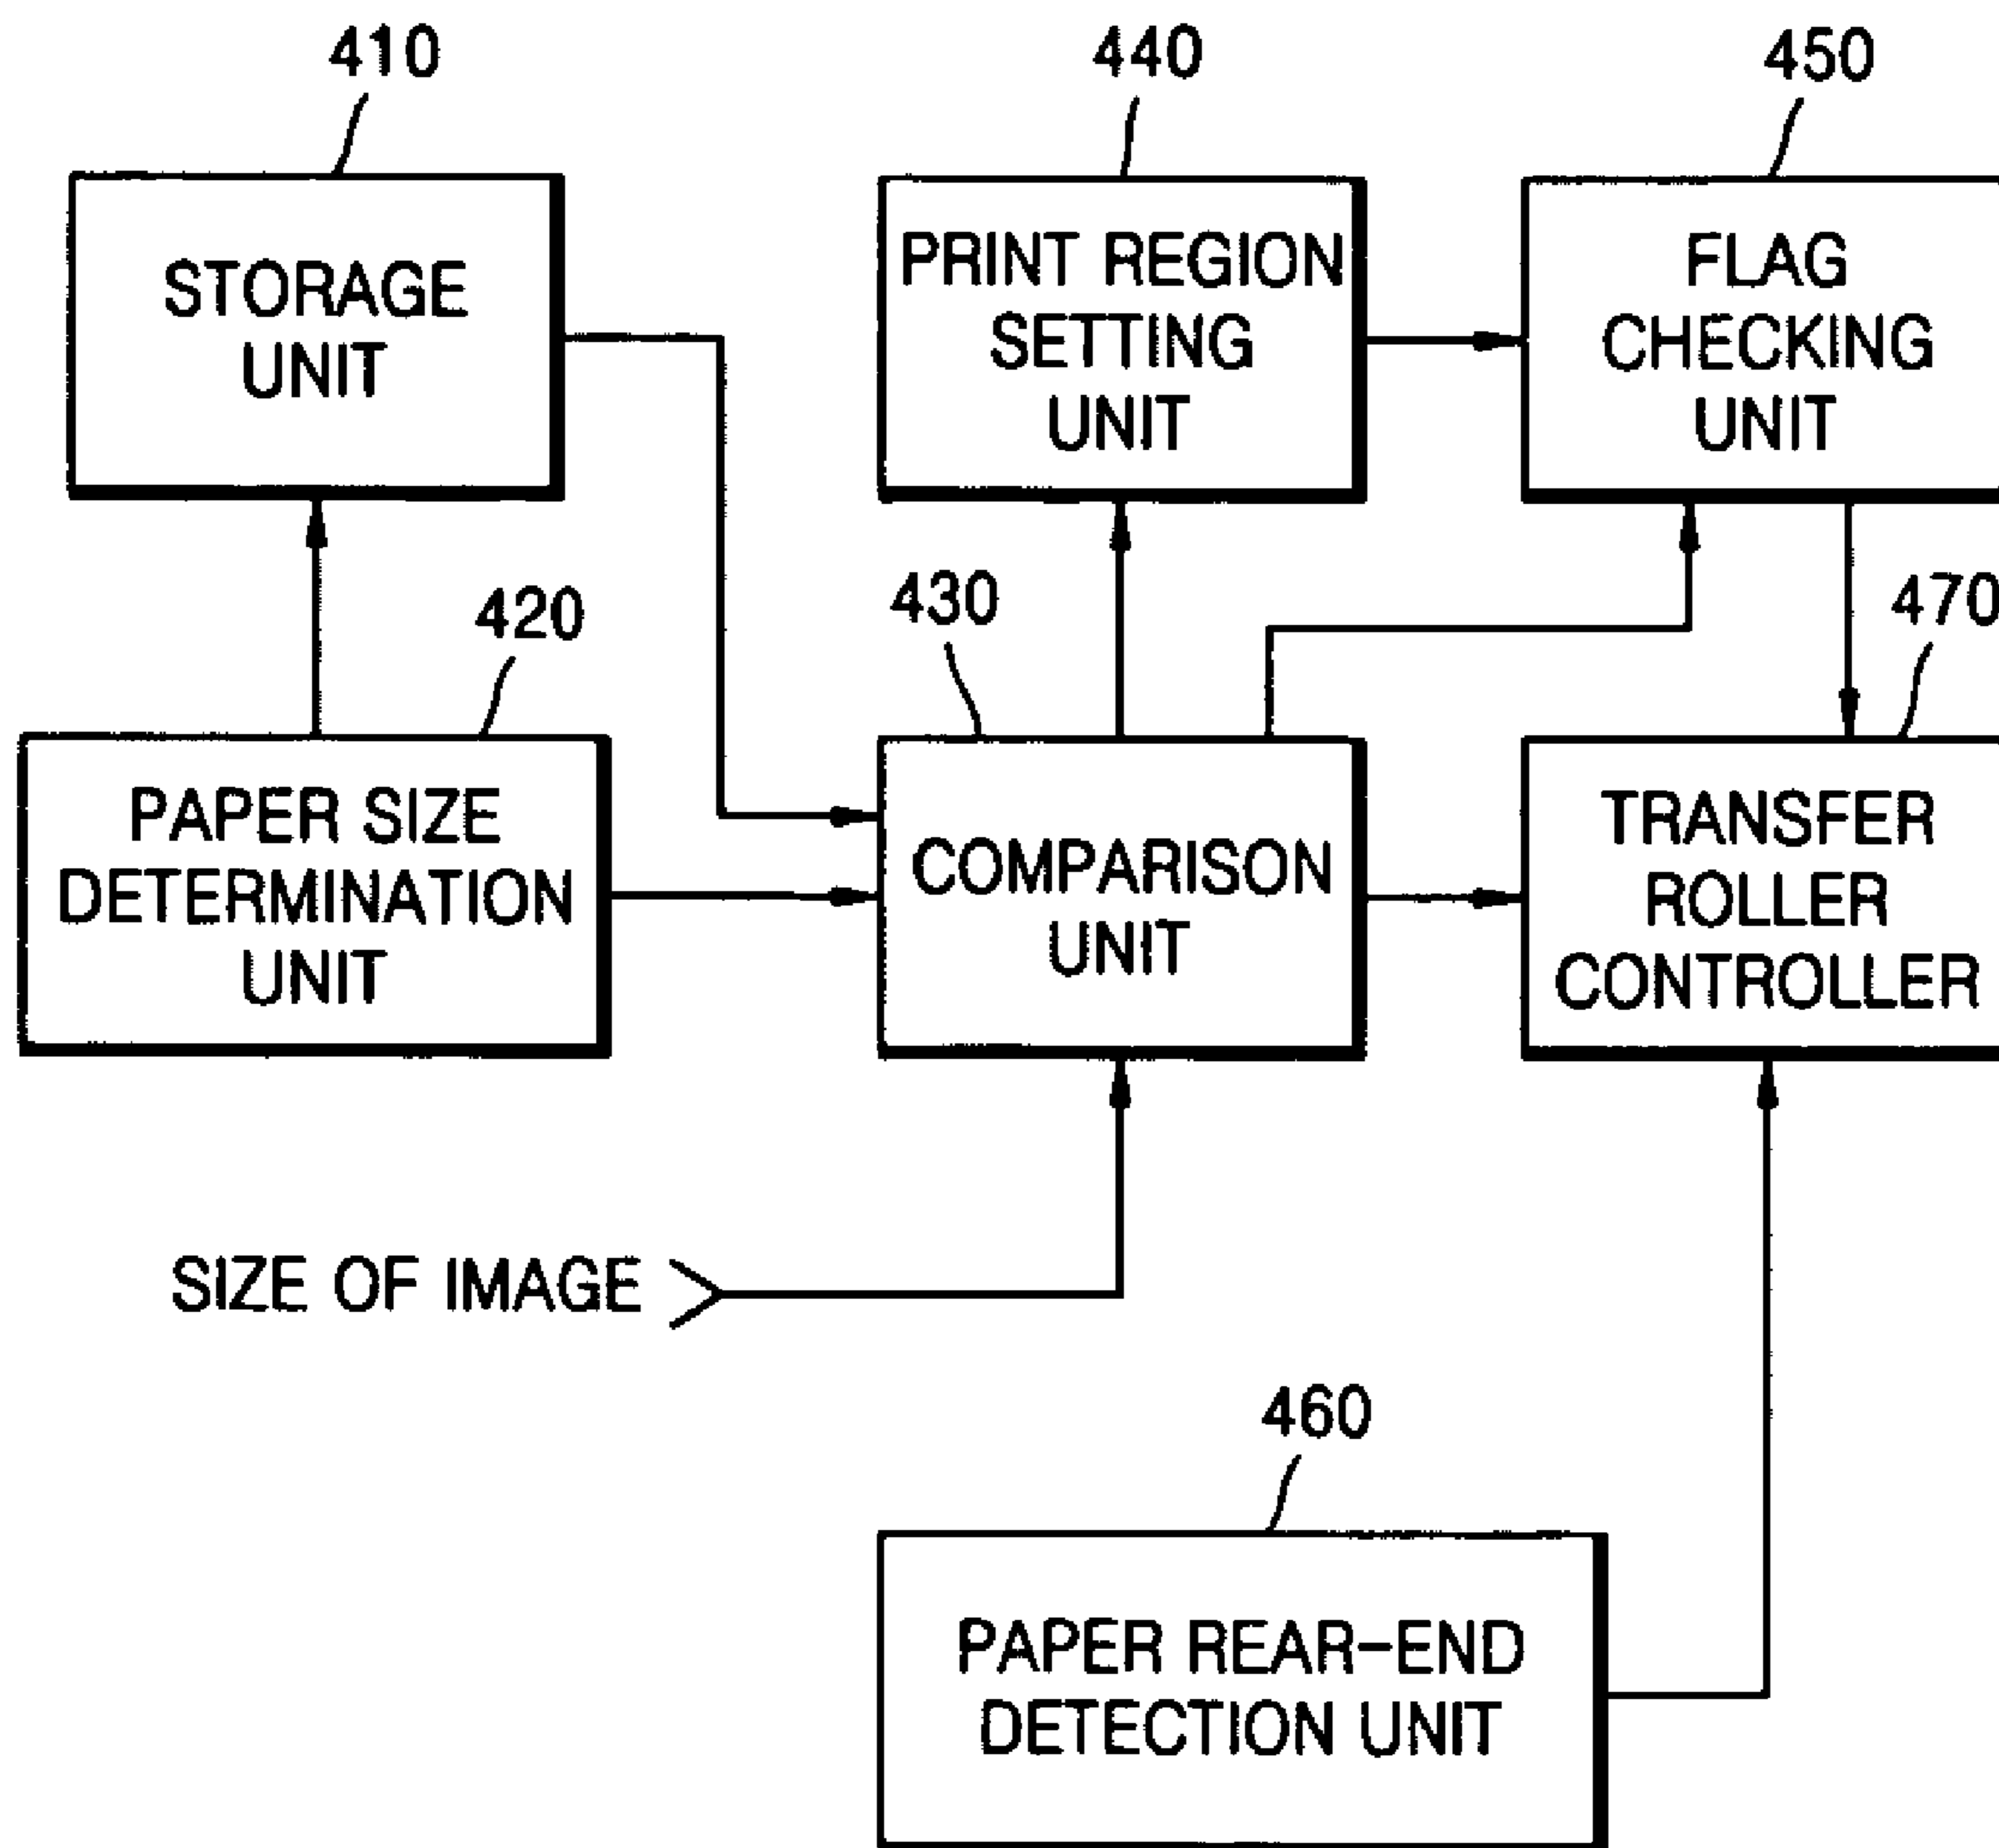 410
440
450
STORAGE
UNIT
PRINT REGION
SETTING
UNIT
FLAG
CHECKING
UNIT
420
430
470
PAPER SIZE
DETERMINATION
UNIT
COMPARISON
UNIT
TRANSFER
ROLLER
CONTROLLER
SIZE OF IMAGE
460
PAPER REAR-END
DETECTION UNIT